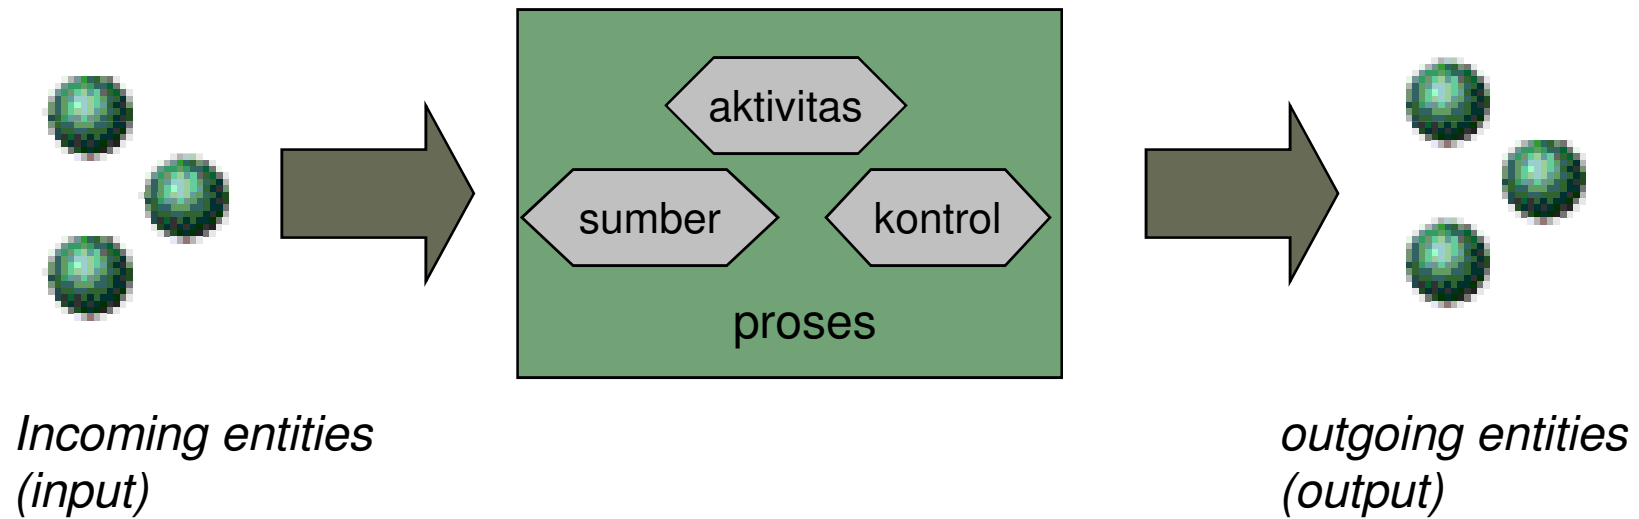 aktivitas
sumber
kontrol
proses
Incoming entities
(input)
outgoing entities
(output)